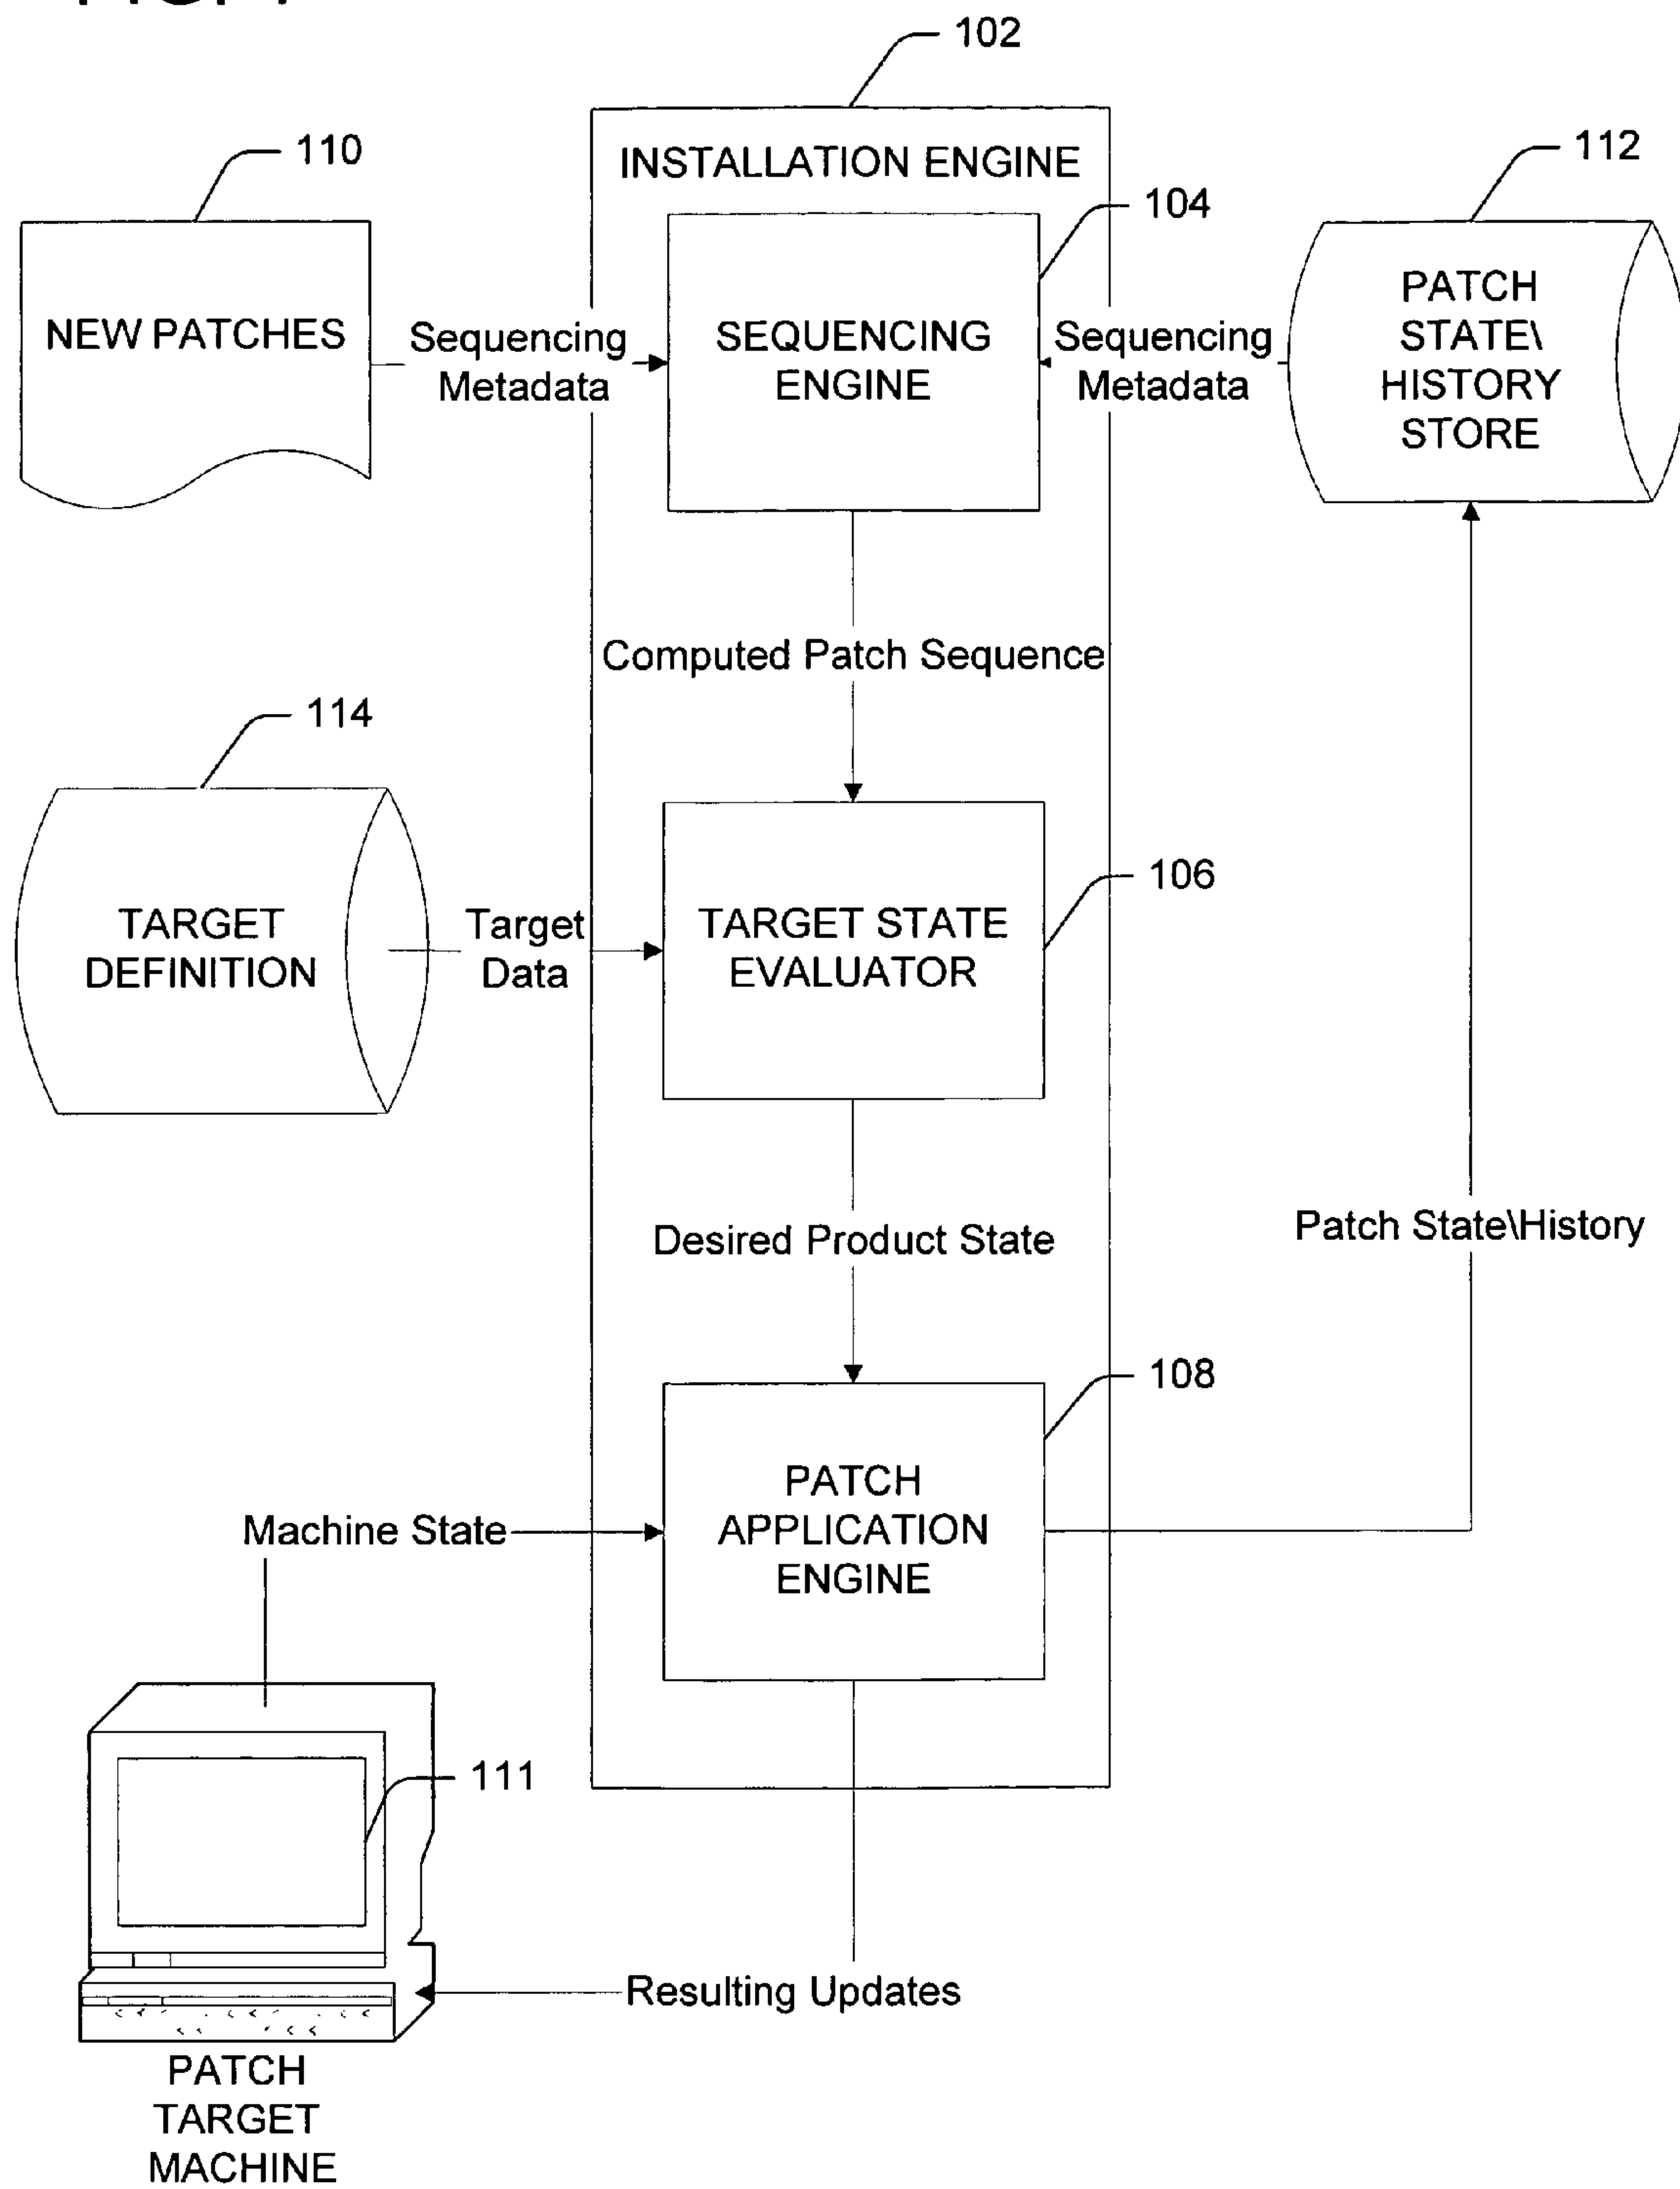 102
110
INSTALLATION ENGINE
112
104
NEW PATCHES
Sequencing
Metadata
SEQUENCING
ENGINE
Sequencing
Metadata
PATCH
STATE\
HISTORY
STORE
Computed Patch Sequence
114
106
TARGET
DEFINITION
Target
Data
TARGET STATE
EVALUATOR
Desired Product State
Patch State\History
108
Machine State
PATCH
APPLICATION
ENGINE
111
Resulting Updates
PATCH
TARGET
MACHINE